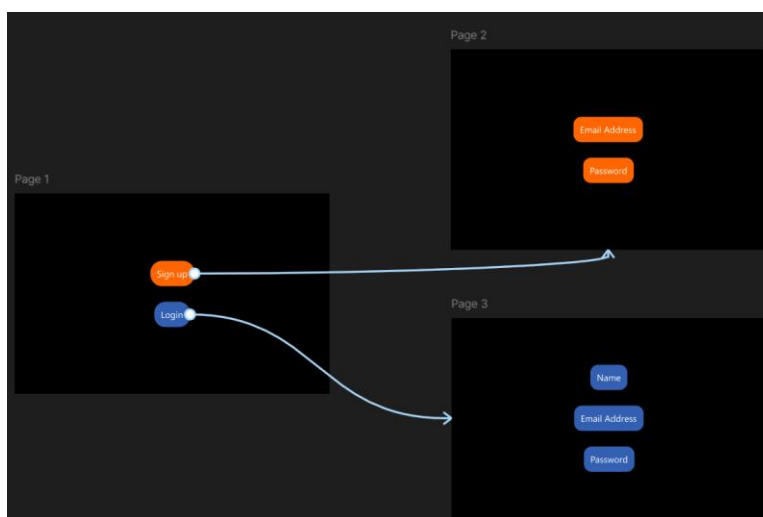 Page 1
Sign up
Login
Page 2
Email Address
Password
Page 3
Name
Email Address
Password